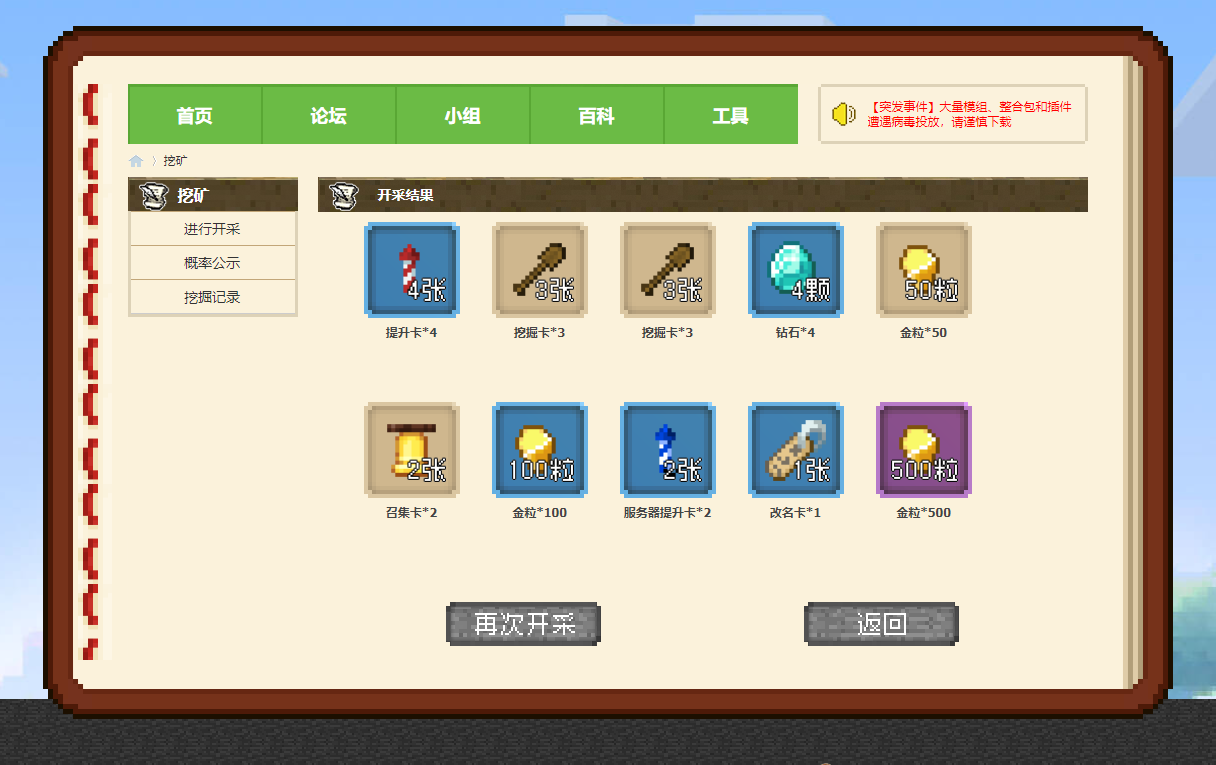 首页
论坛
小组
百科
工具
【突发事件】大量模组、整合包和插件
遭遇病毒投放，请谨慎下载
挖矿
挖矿
进行开采
概率公示
挖掘记录
开采结果
4张
3张
3张
4颗
50粒
提升卡*4
挖掘卡*3
挖掘卡*3
钻石*4
金粒*50
2张
100粒
2张
1张
500粒
召集卡*2
金粒*100
服务器提升卡*2
改名卡*1
金粒*500
再次开采
返回